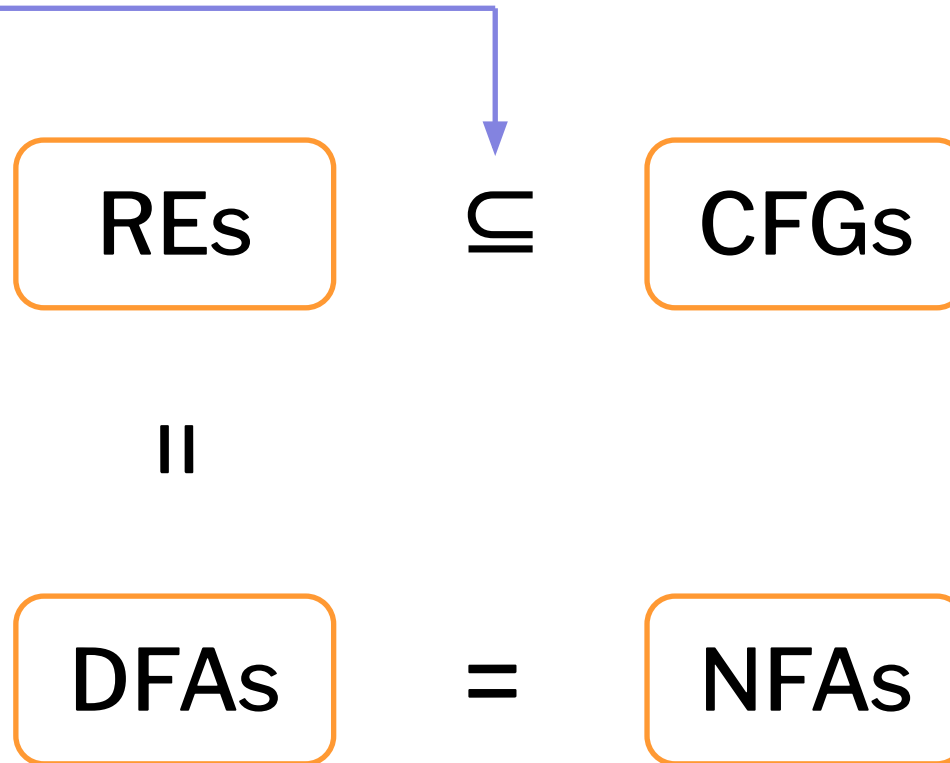 REs ⊆ CFGs
=
DFAs = NFAs